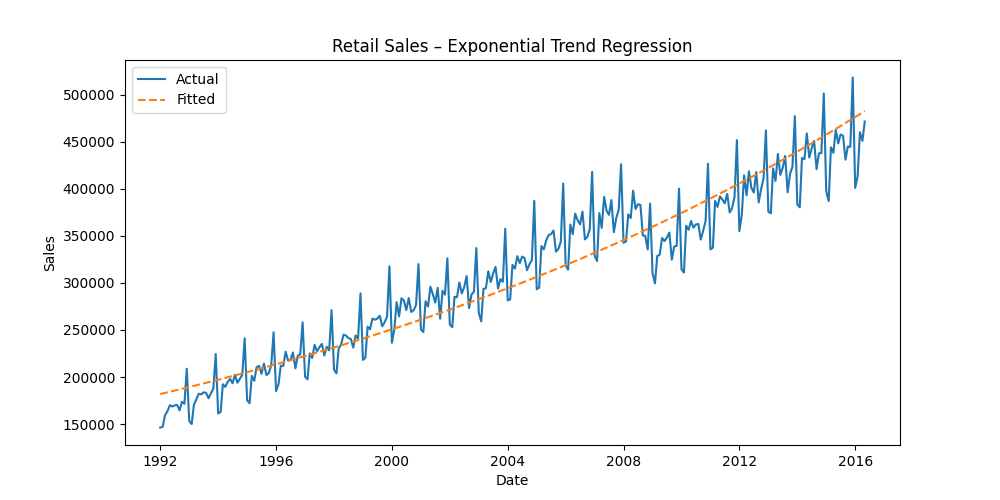 Retail Sales – Exponential Trend Regression
Actual
Fitted
500000
450000
400000
350000
300000
250000
200000
150000
Sales
1992 1996 2000 2004 2008 2012 2016
Date